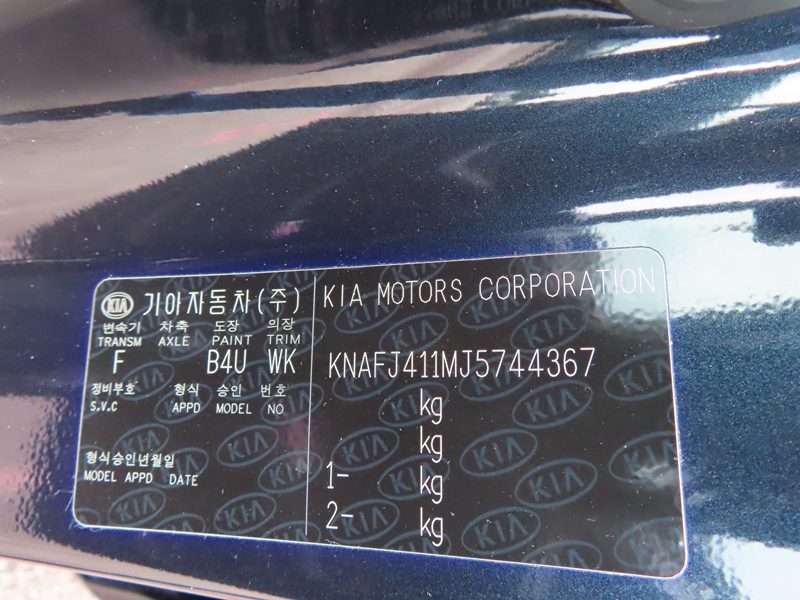 KIA 기아자동차(주)
변속기 차축 도장 의장
TRANSM AXLE PAINT TRIM
F B4U WK
정비부호 형식 승인 번호
S.V.C APPD MODEL NO
형식승인년월일
MODEL APPD DATE
KIA MOTORS CORPORATION
KNAFJ411MJ5744367
kg
kg
1- kg
2- kg